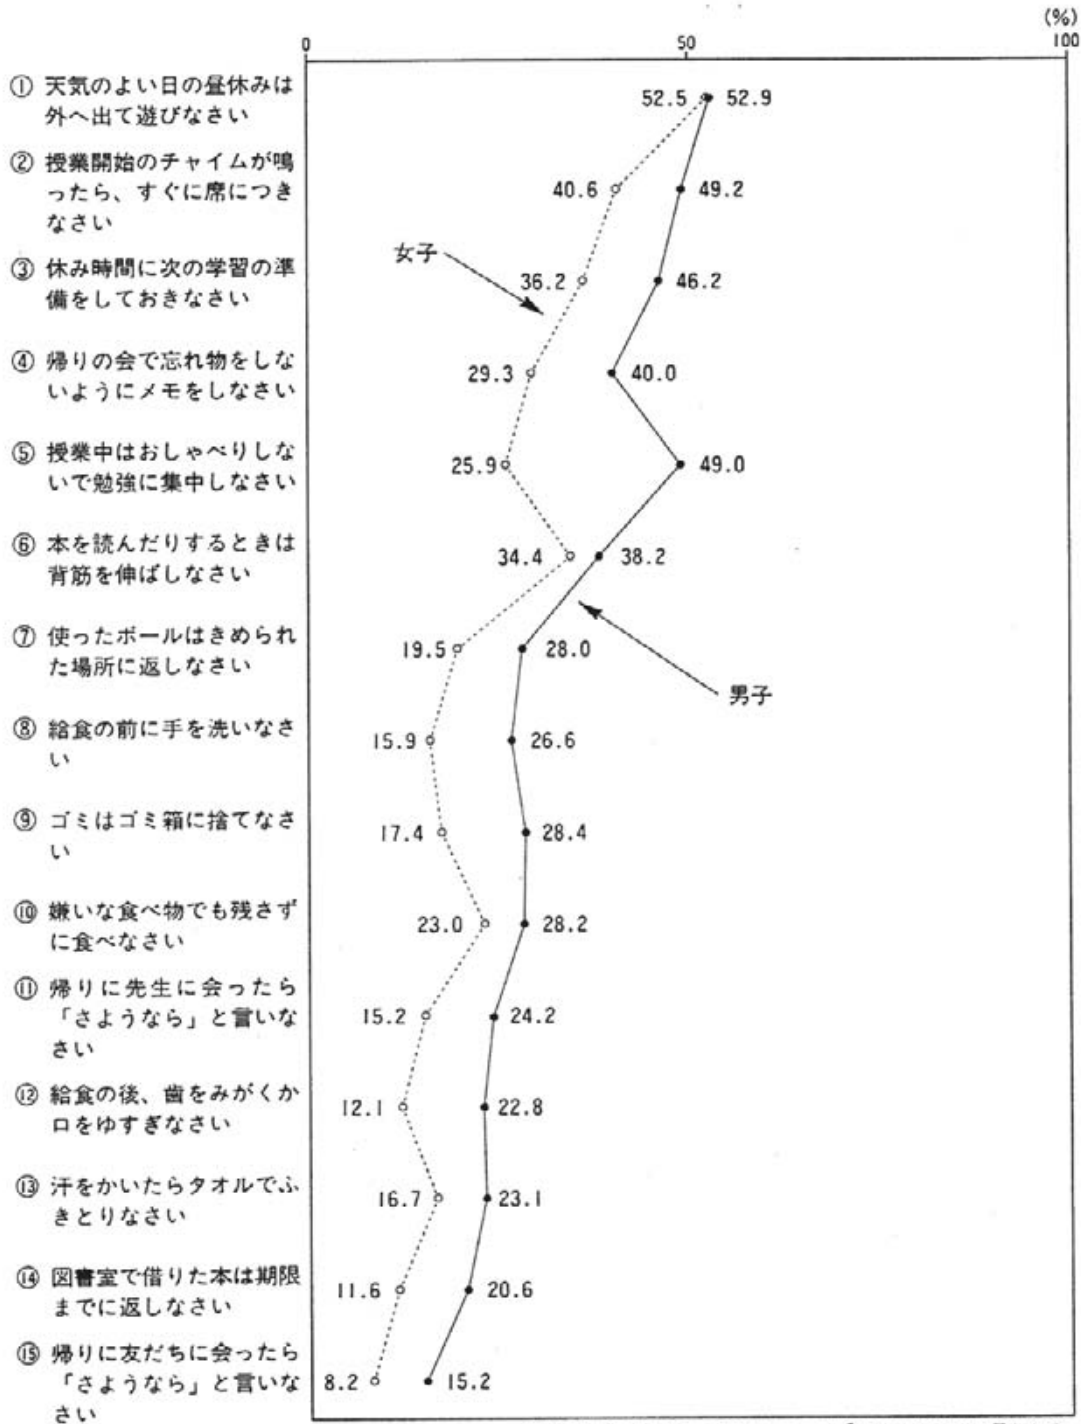 (%)
0 50 100
① 天気のよい日の昼休みは
外へ出て遊びなさい
52.5 52.9
② 授業開始のチャイムが鳴
ったら、すぐに席につき
なさい
40.6 49.2
女子
③ 休み時間に次の学習の準
備をしておきなさい
36.2 46.2
④ 帰りの会で忘れ物をしな
いようにメモをしなさい
29.3 40.0
⑤ 授業中はおしゃべりしな
いで勉強に集中しなさい
25.9 49.0
⑥ 本を読んだりするときは
背筋を伸ばしなさい
34.4 38.2
⑦ 使ったボールはきめられ
た場所に返しなさい
19.5 28.0
男子
⑧ 給食の前に手を洗いなさ
い
15.9 26.6
⑨ ゴミはゴミ箱に捨てなさ
い
17.4 28.4
⑩ 嫌いな食べ物でも残さず
に食べなさい
23.0 28.2
⑪ 帰りに先生に会ったら
「さようなら」と言いな
さい
15.2 24.2
⑫ 給食の後、歯をみがくか
口をゆすぎなさい
12.1 22.8
⑬ 汗をかいたらタオルでふ
きとりなさい
16.7 23.1
⑭ 図書室で借りた本は期限
までに返しなさい
11.6 20.6
⑮ 帰りに友だちに会ったら
「さようなら」と言いな
さい
8.2 15.2